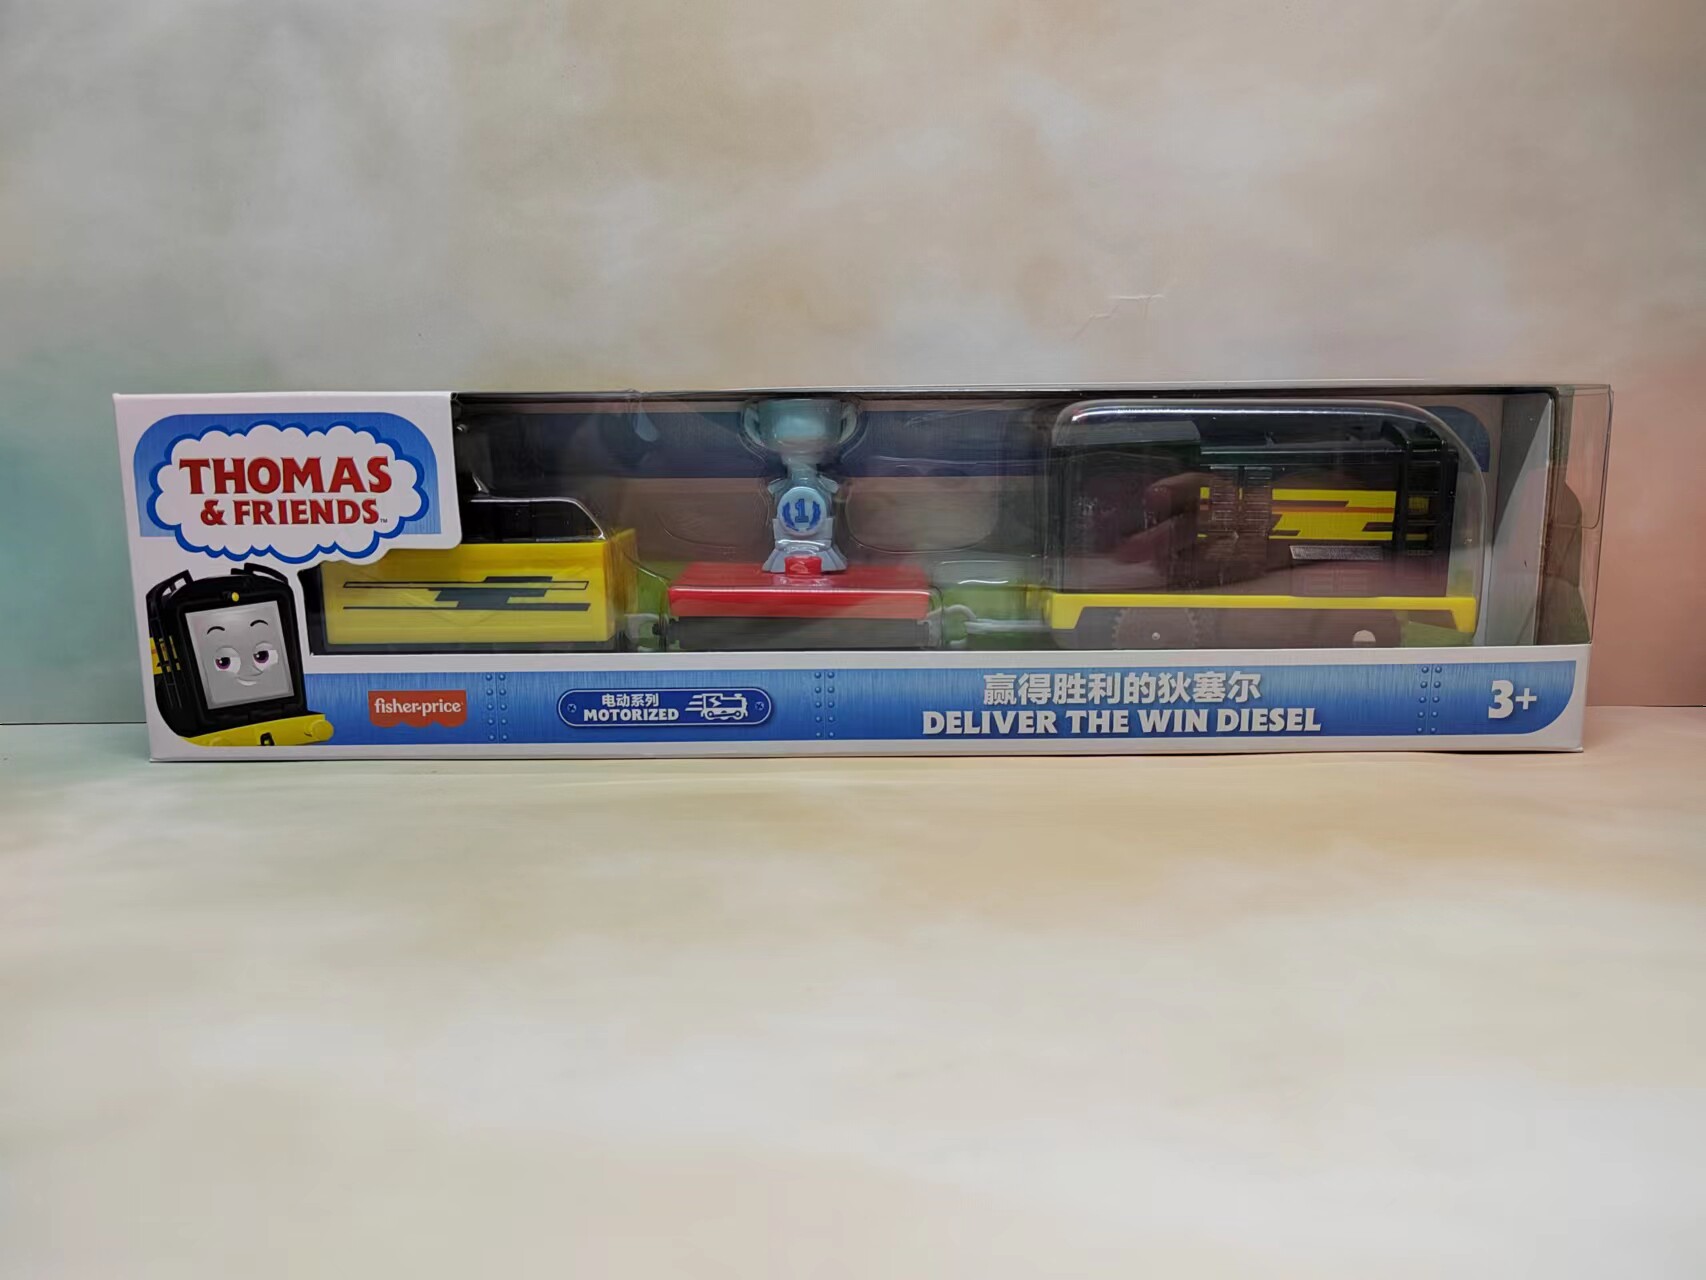 THOMAS
& FRIENDS™
1
fisher-price
电动系列
MOTORIZED
赢得胜利的狄塞尔
DELIVER THE WIN DIESEL
3+